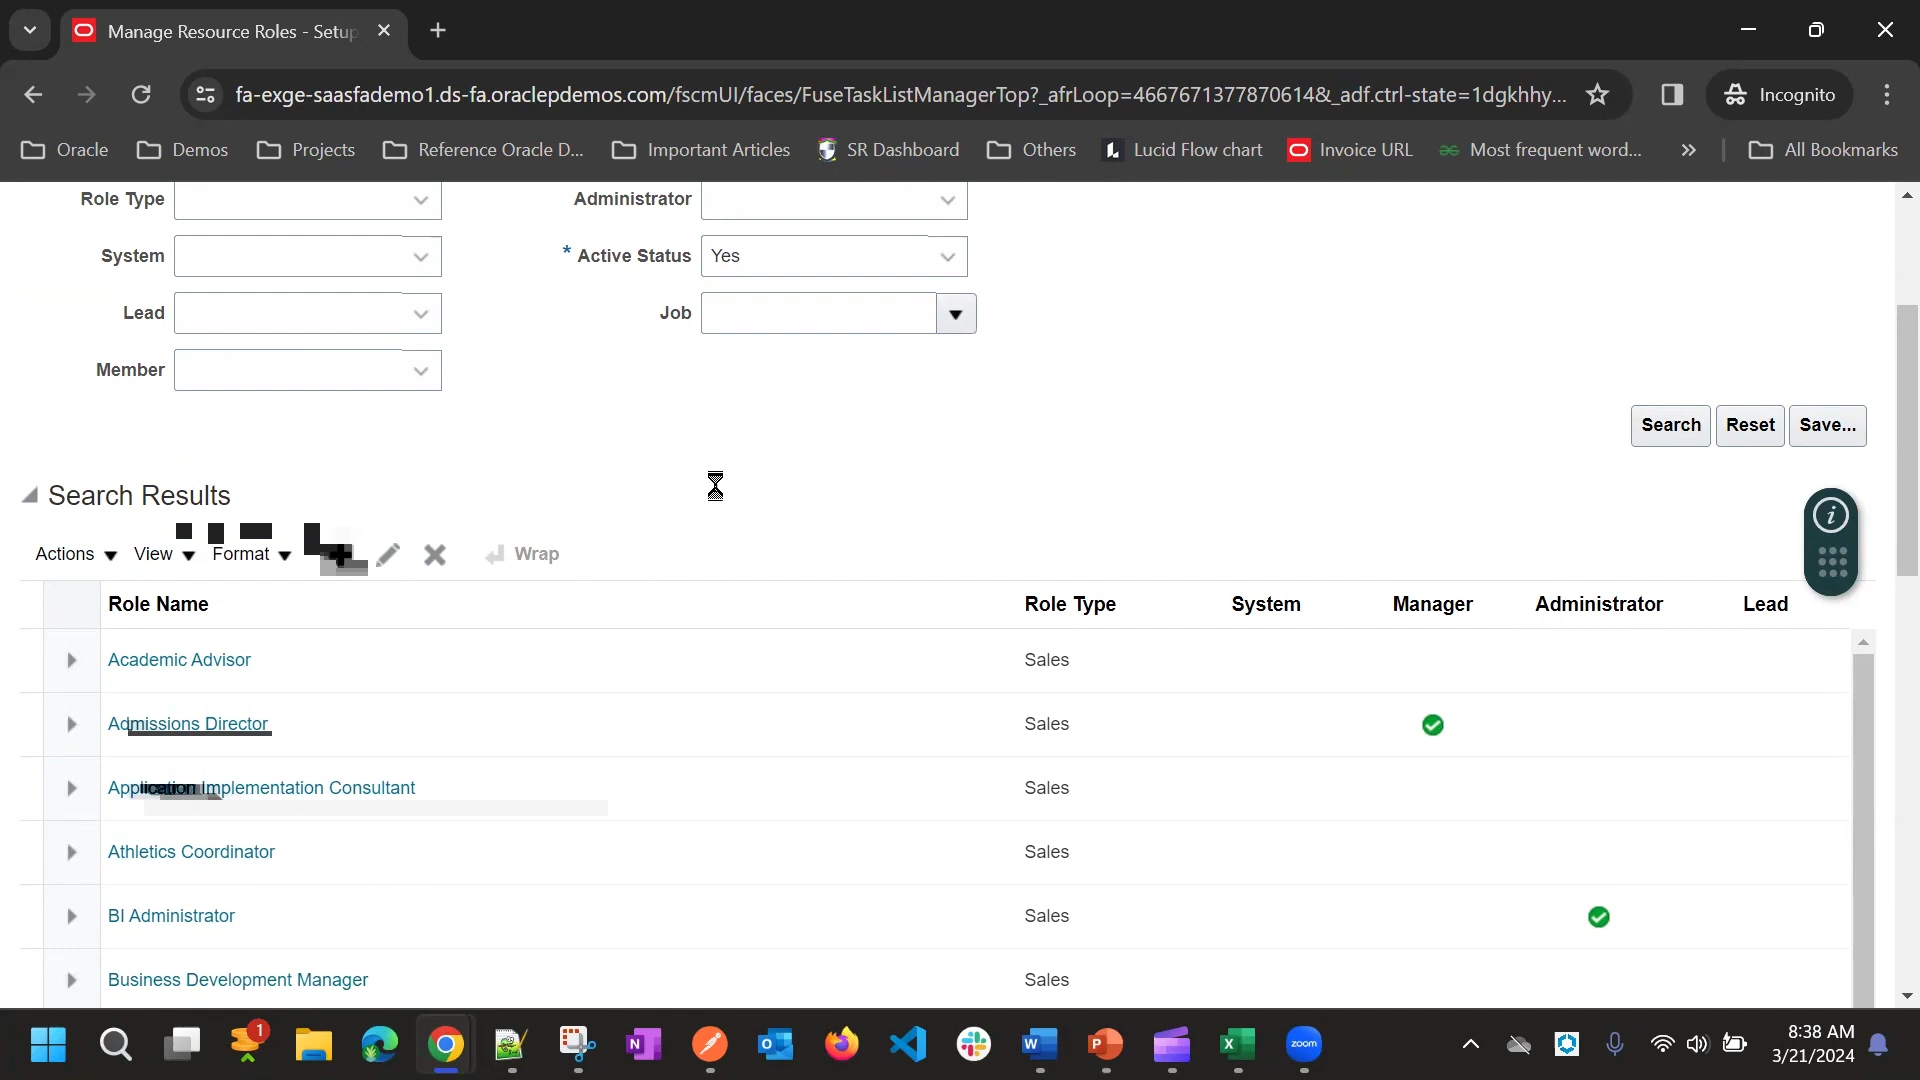 Manage Resource Roles - Setup
fa-exge-saasfademo1.ds-fa.oraclepdemos.com/fscmUI/faces/FuseTaskListManagerTop?_afrLoop=4667671377870614&_adf.ctrl-state=1dgkhhy...
Incognito
Oracle
Demos
Projects
Reference Oracle D...
Important Articles
SR Dashboard
Others
Lucid Flow chart
Invoice URL
Most frequent word...
All Bookmarks
Role Type
Administrator
System
* Active Status Yes
Lead
Job
Member
Search Reset Save...
Search Results
Actions View Format Wrap
Role Name Role Type System Manager Administrator Lead
Academic Advisor Sales
Admissions Director Sales
Application Implementation Consultant Sales
Athletics Coordinator Sales
BI Administrator Sales
Business Development Manager Sales
1
zoom
8:38 AM
3/21/2024